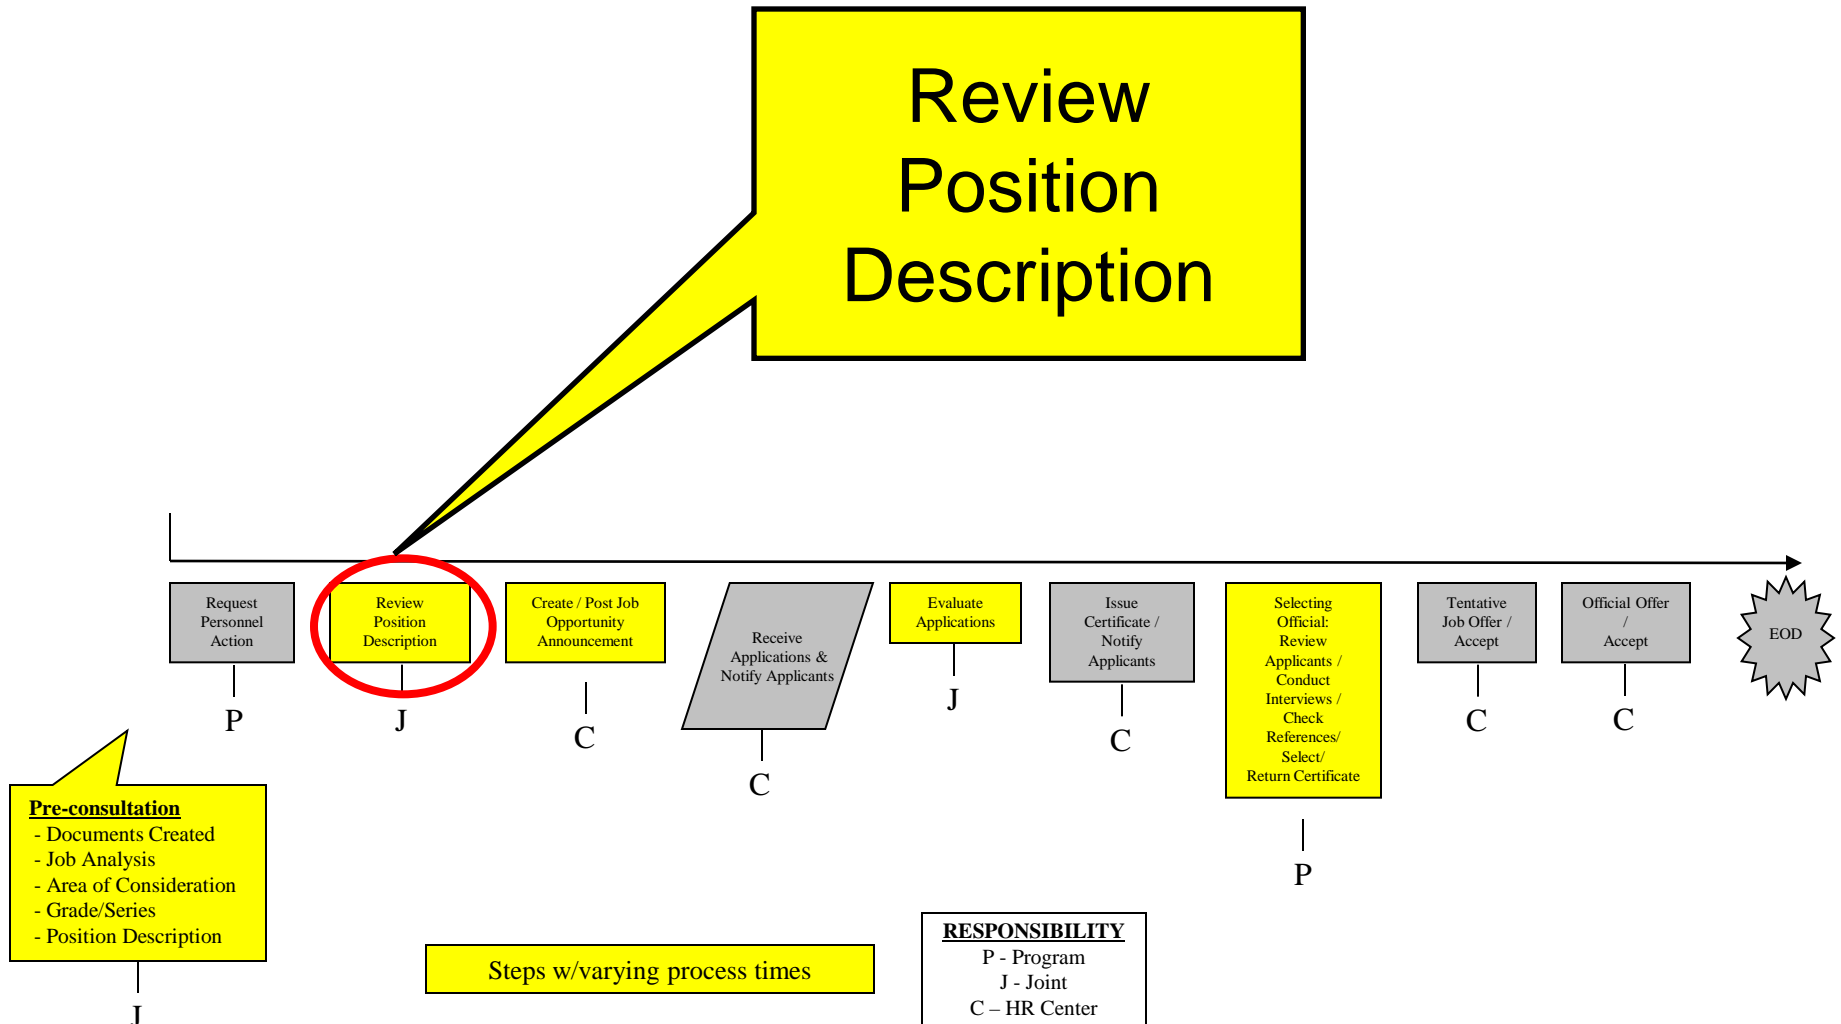 Review
Position
Description
Request
Personnel
Action
P
Review
Position
Description
J
Create / Post Job
Opportunity
Announcement
C
Receive
Applications &
Notify Applicants
C
Evaluate
Applications
J
Issue
Certificate /
Notify
Applicants
C
Selecting
Official:
Review
Applicants /
Conduct
Interviews /
Check
References/
Select/
Return Certificate
P
Tentative
Job Offer /
Accept
C
Official Offer
/
Accept
C
EOD
Pre-consultation
- Documents Created
- Job Analysis
- Area of Consideration
- Grade/Series
- Position Description
J
Steps w/varying process times
RESPONSIBILITY
P - Program
J - Joint
C – HR Center